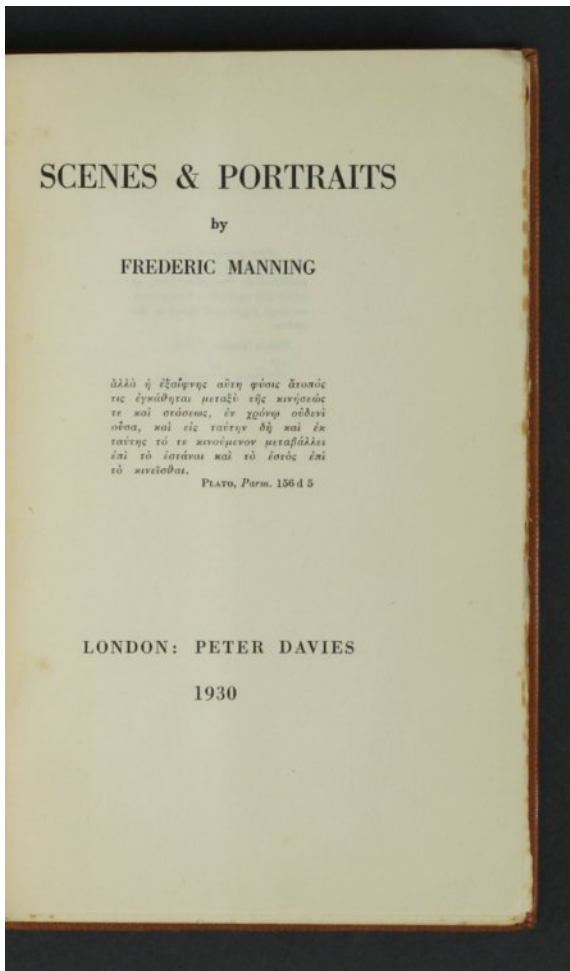 SCENES & PORTRAITS
by
FREDERIC MANNING
ἀλλὰ ἡ ἐξαίφνης αὕτη φύσις ἄτοπός
τις ἐγκάθηται μεταξὺ τῆς κινήσεώς
τε καὶ στάσεως, ἐν χρόνῳ οὐδενὶ
οὖσα, καὶ εἰς ταύτην δὴ καὶ ἐκ
ταύτης τό τε κινούμενον μεταβάλλει
ἐπὶ τὸ ἑστάναι καὶ τὸ ἑστὸς ἐπὶ
τὸ κινεῖσθαι.
PLATO, Parm. 156 d 5
LONDON: PETER DAVIES
1930